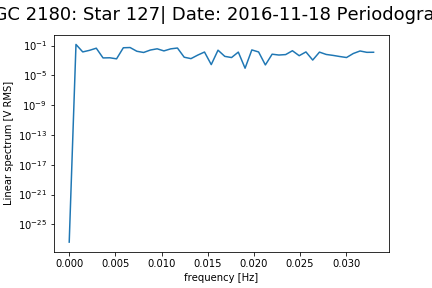 GC 2180: Star 127| Date: 2016-11-18 Periodogra
Linear spectrum [V RMS]
10⁻¹
10⁻⁵
10⁻⁹
10⁻¹³
10⁻¹⁷
10⁻²¹
10⁻²⁵
0.000 0.005 0.010 0.015 0.020 0.025 0.030
frequency [Hz]